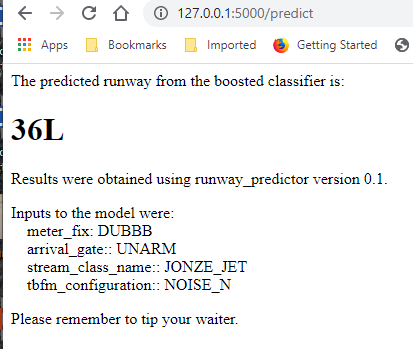 127.0.0.1:5000/predict
Apps Bookmarks Imported Getting Started
The predicted runway from the boosted classifier is:
36L
Results were obtained using runway_predictor version 0.1.
Inputs to the model were:
meter_fix: DUBBB
arrival_gate:: UNARM
stream_class_name:: JONZE_JET
tbfm_configuration:: NOISE_N
Please remember to tip your waiter.